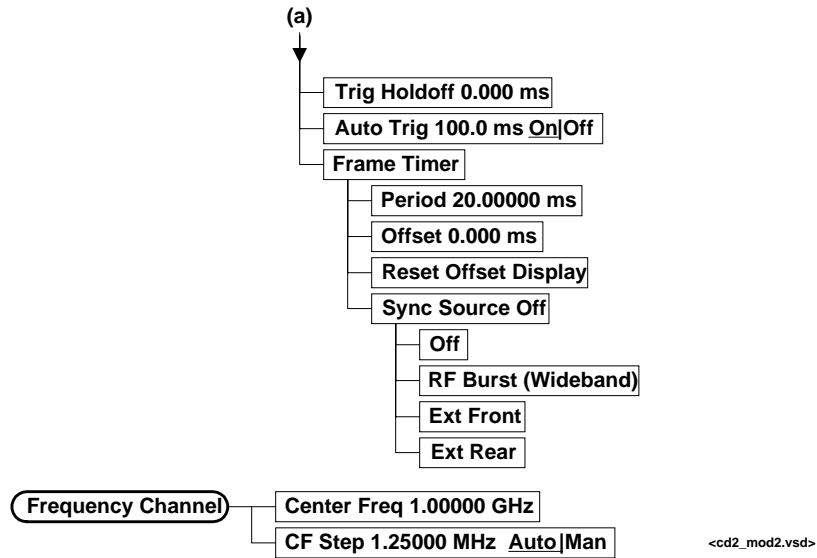 (a)
Trig Holdoff 0.000 ms
Auto Trig 100.0 ms On|Off
Frame Timer
Period 20.00000 ms
Offset 0.000 ms
Reset Offset Display
Sync Source Off
Off
RF Burst (Wideband)
Ext Front
Ext Rear
Frequency Channel
Center Freq 1.00000 GHz
CF Step 1.25000 MHz Auto|Man
<cd2_mod2.vsd>